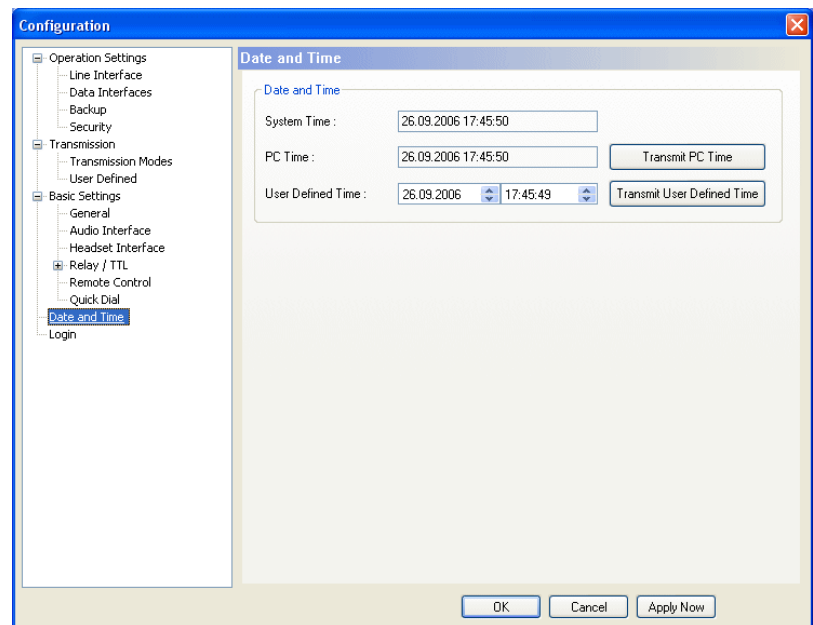 Configuration
Operation Settings
Line Interface
Data Interfaces
Backup
Security
Transmission
Transmission Modes
User Defined
Basic Settings
General
Audio Interface
Headset Interface
Relay / TTL
Remote Control
Quick Dial
Date and Time
Login
Date and Time
Date and Time
System Time :
26.09.2006 17:45:50
PC Time :
26.09.2006 17:45:50
Transmit PC Time
User Defined Time :
26.09.2006
17:45:49
Transmit User Defined Time
OK
Cancel
Apply Now